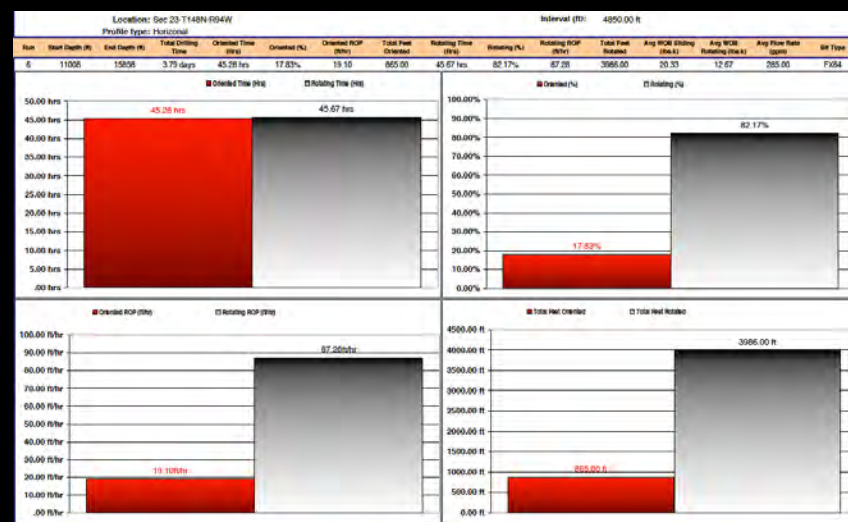 Location: Sec 23-T148N-R94W Interval (ft): 4850.00 ft
Profile type: Horizonal
Run Start Depth (ft) End Depth (ft) Total Drilling Time Oriented Time (Hrs) Oriented (%) Oriented ROP (ft/hr) Total Feet Oriented Rotating Time (Hrs) Rotating (%) Rotating ROP (ft/hr) Total Feet Rotated Avg WOB Sliding (lbs.k) Avg WOB Rotating (lbs.k) Avg Flow Rate (gpm) Bit Type
6 11008 15858 3.79 days 45.28 hrs 17.83% 19.10 865.00 45.67 hrs 82.17% 87.28 3986.00 20.33 12.67 285.00 FX64
Oriented Time (Hrs) Rotating Time (Hrs)
50.00 hrs
45.00 hrs
40.00 hrs
35.00 hrs
30.00 hrs
25.00 hrs
20.00 hrs
15.00 hrs
10.00 hrs
5.00 hrs
.00 hrs
45.28 hrs
45.67 hrs
Oriented (%) Rotating (%)
100.00%
90.00%
80.00%
70.00%
60.00%
50.00%
40.00%
30.00%
20.00%
10.00%
0.00%
17.83%
82.17%
Oriented ROP (ft/hr) Rotating ROP (ft/hr)
100.00 ft/hr
90.00 ft/hr
80.00 ft/hr
70.00 ft/hr
60.00 ft/hr
50.00 ft/hr
40.00 ft/hr
30.00 ft/hr
20.00 ft/hr
10.00 ft/hr
.00 ft/hr
19.10ft/hr
87.28ft/hr
Total Feet Oriented Total Feet Rotated
4500.00 ft
4000.00 ft
3500.00 ft
3000.00 ft
2500.00 ft
2000.00 ft
1500.00 ft
1000.00 ft
500.00 ft
0.00 ft
865.00 ft
3986.00 ft